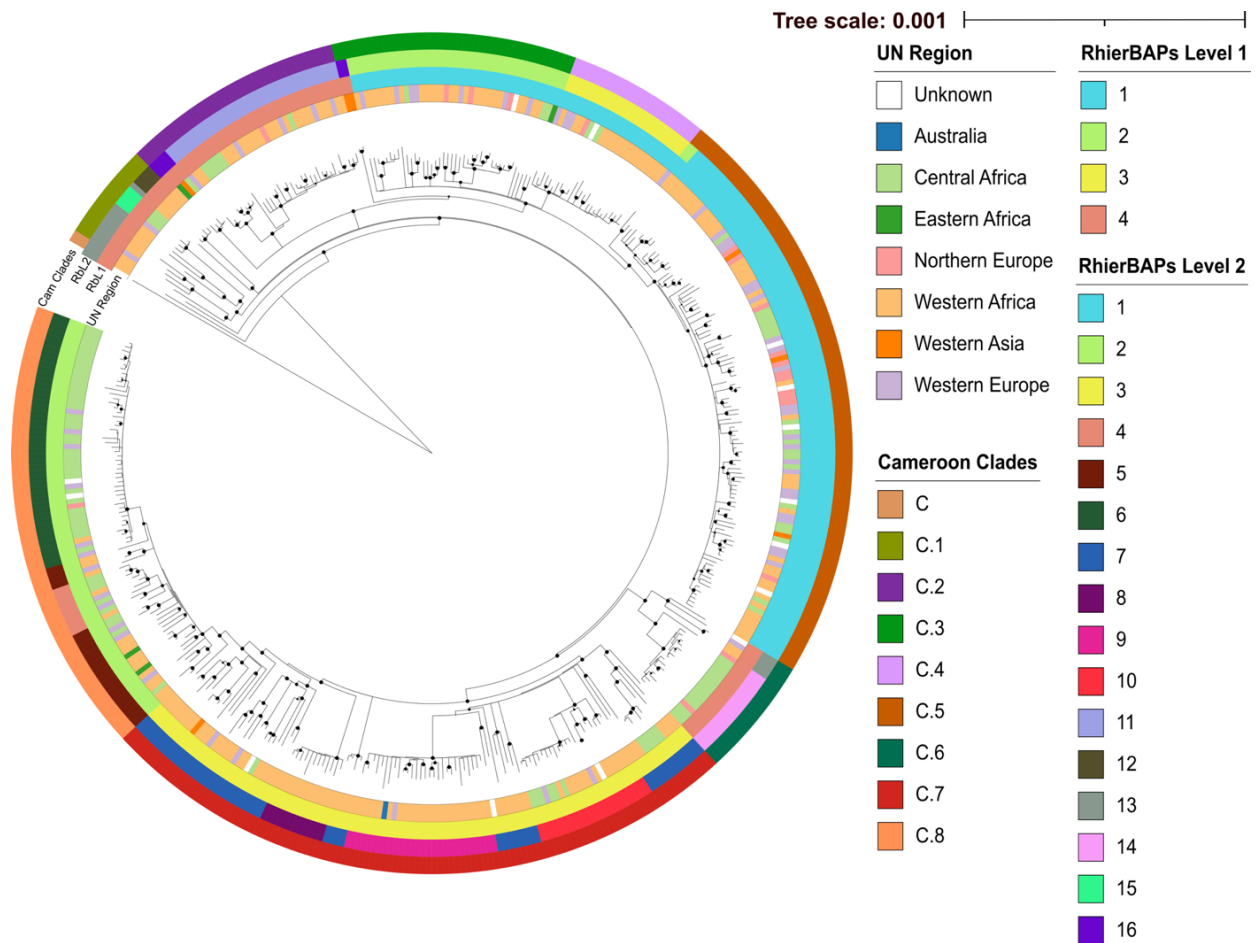 Tree scale: 0.001
UN Region
Unknown
Australia
Central Africa
Eastern Africa
Northern Europe
Western Africa
Western Asia
Western Europe
Cameroon Clades
C
C.1
C.2
C.3
C.4
C.5
C.6
C.7
C.8
RhierBAPs Level 1
1
2
3
4
RhierBAPs Level 2
1
2
3
4
5
6
7
8
9
10
11
12
13
14
15
16
Cam Clades
RbL2
RbL1
UN Region